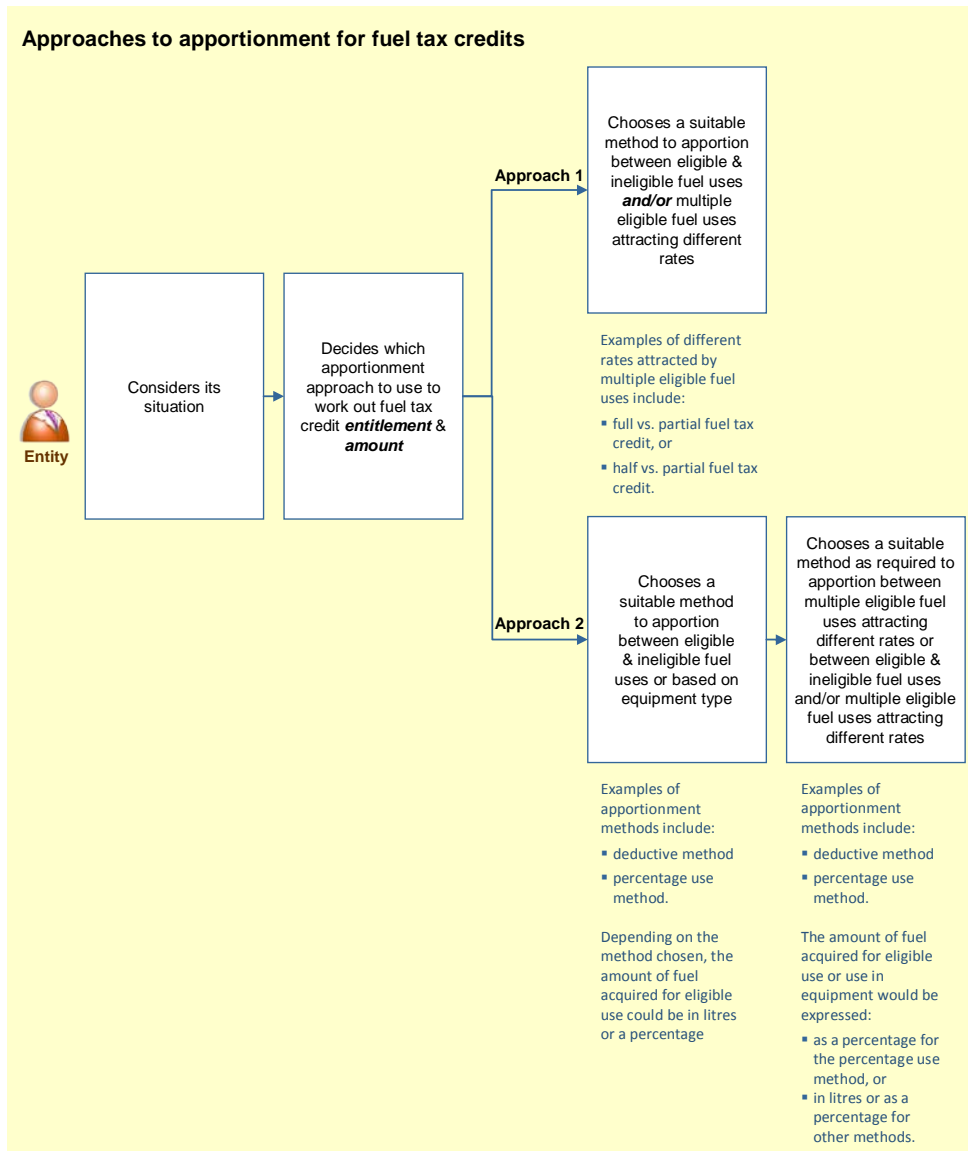 Approaches to apportionment for fuel tax credits
Entity
Considers its
situation
Decides which
apportionment
approach to use to
work out fuel tax
credit entitlement &
amount
Approach 1
Chooses a suitable
method to apportion
between eligible &
ineligible fuel uses
and/or multiple
eligible fuel uses
attracting different
rates
Examples of different
rates attracted by
multiple eligible fuel
uses include:
▪ full vs. partial fuel tax
credit, or
▪ half vs. partial fuel tax
credit.
Approach 2
Chooses a
suitable method
to apportion
between eligible
& ineligible fuel
uses or based on
equipment type
Examples of
apportionment
methods include:
▪ deductive method
▪ percentage use
method.
Depending on the
method chosen, the
amount of fuel
acquired for eligible
use could be in litres
or a percentage
Chooses a suitable
method as required to
apportion between
multiple eligible fuel
uses attracting
different rates or
between eligible &
ineligible fuel uses
and/or multiple eligible
fuel uses attracting
different rates
Examples of
apportionment
methods include:
▪ deductive method
▪ percentage use
method.
The amount of fuel
acquired for eligible
use or use in
equipment would be
expressed:
▪ as a percentage for
the percentage use
method, or
▪ in litres or as a
percentage for
other methods.